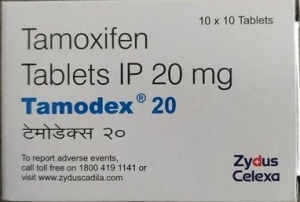 10 x 10 Tablets
Tamoxifen
Tablets IP 20 mg
Tamodex® 20
टेमोडेक्स २०
To report adverse events,
call toll free on 1800 419 1141 or
visit www.zyduscadila.com
Zydus
Celexa